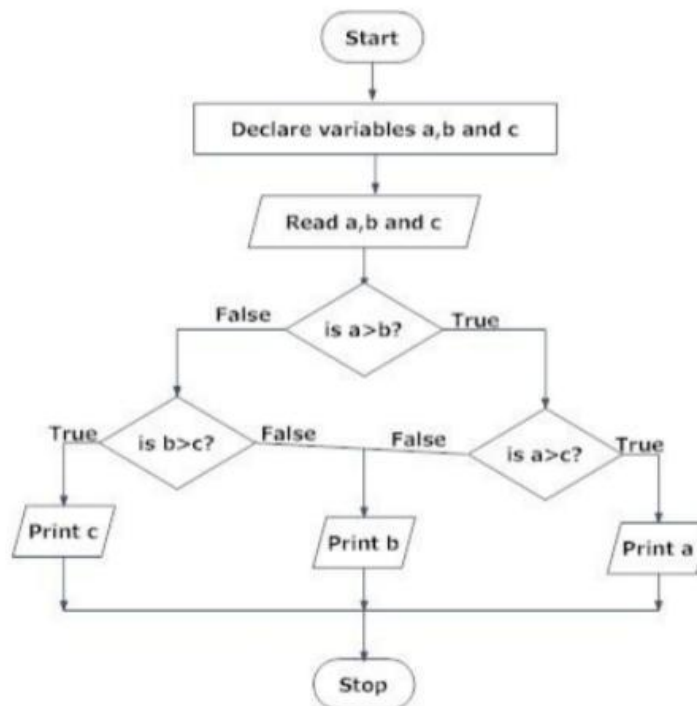 Start
Declare variables a,b and c
Read a,b and c
False
is a>b?
True
True
is b>c?
False
False
is a>c?
True
Print c
Print b
Print a
Stop